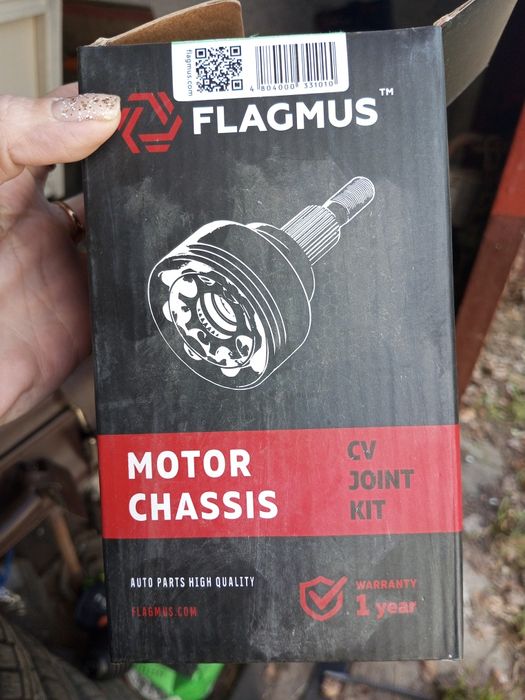 flagmus.com
4 804000 331010
FLAGMUS™
MOTOR
CHASSIS
CV
JOINT
KIT
AUTO PARTS HIGH QUALITY
FLAGMUS.COM
WARRANTY
1 year